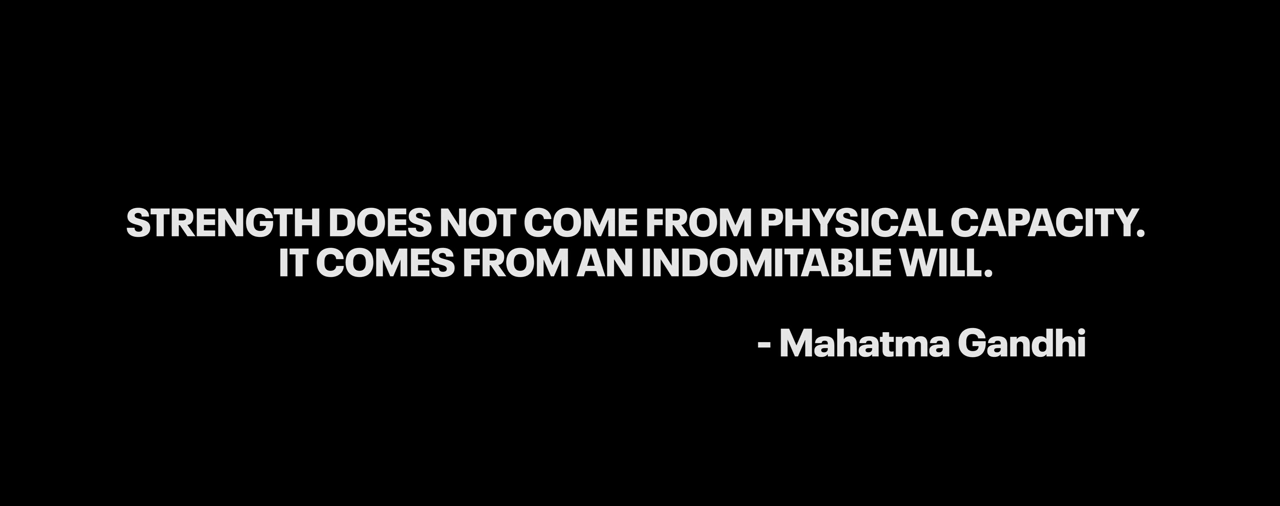 STRENGTH DOES NOT COME FROM PHYSICAL CAPACITY.
IT COMES FROM AN INDOMITABLE WILL.
- Mahatma Gandhi